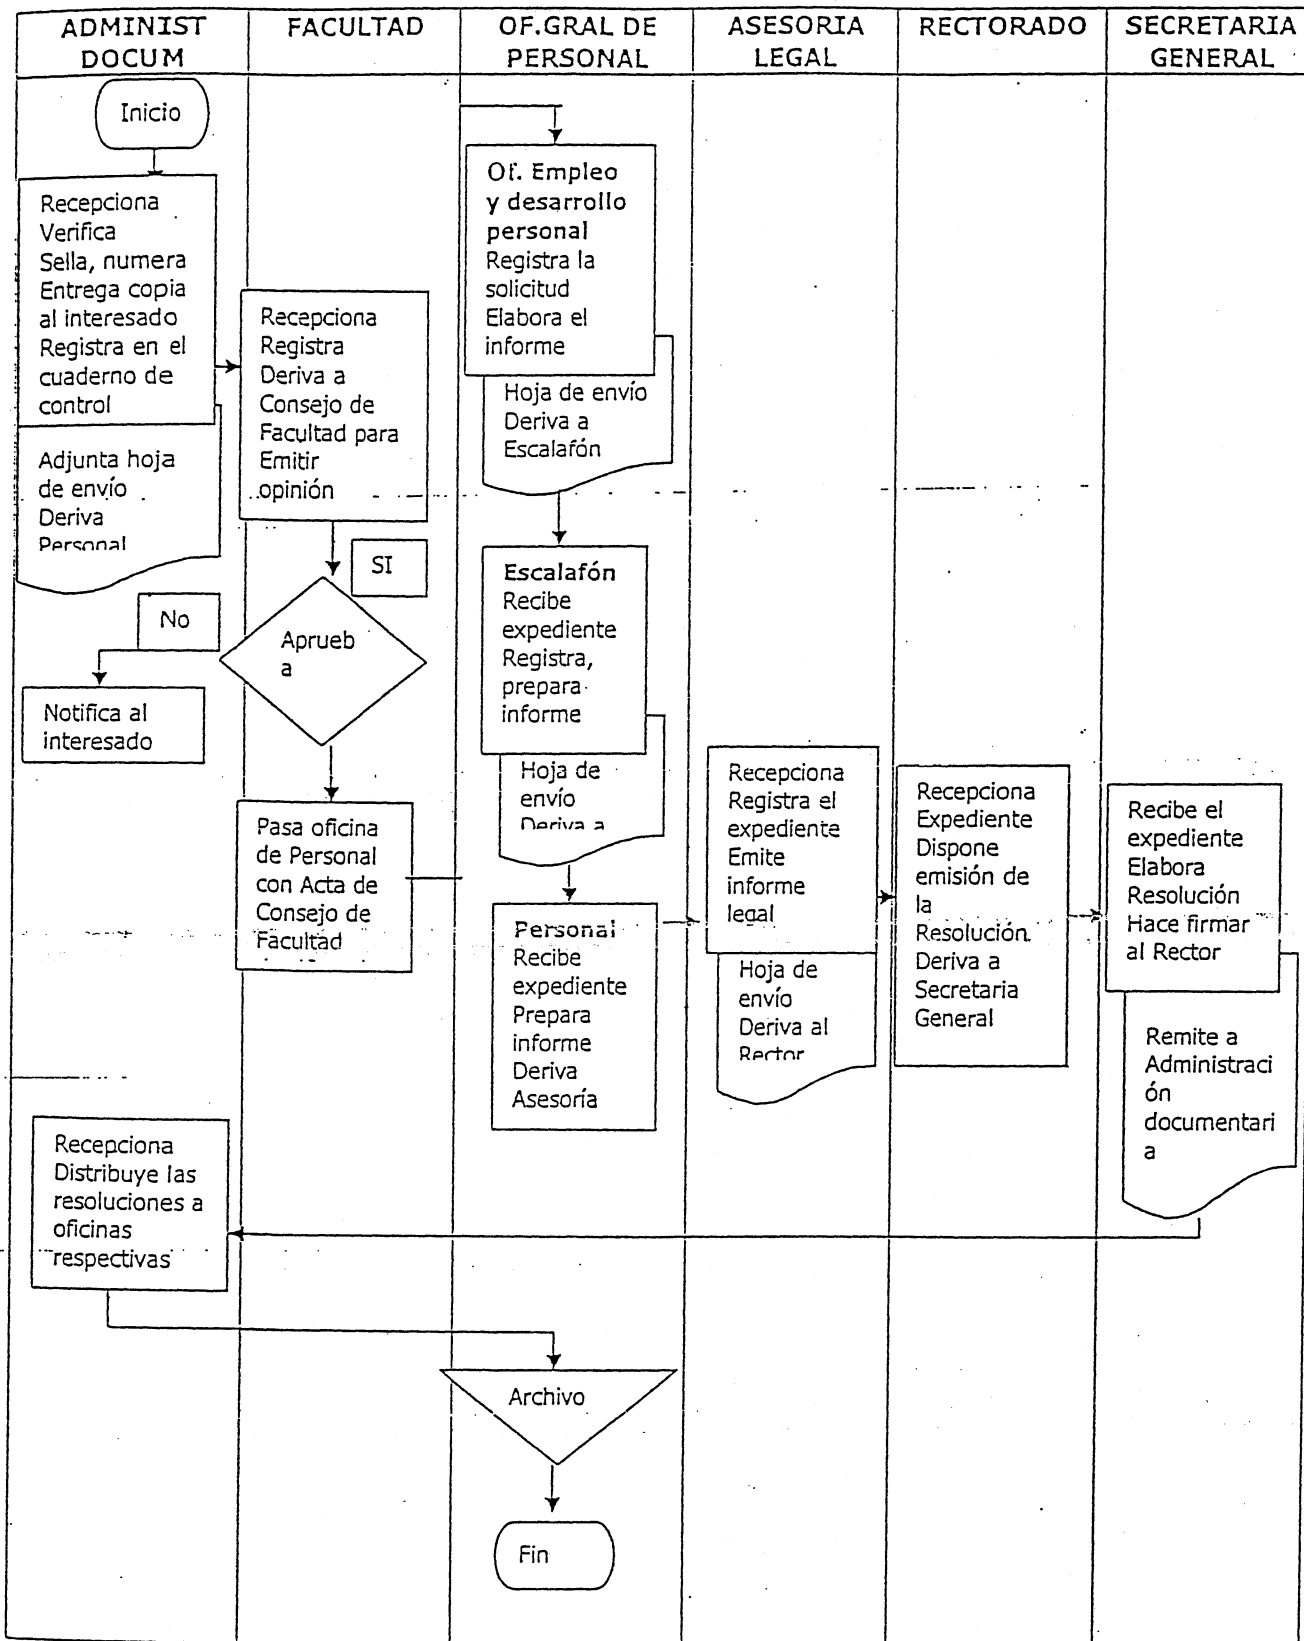 ADMINIST
DOCUM
FACULTAD
OF.GRAL DE
PERSONAL
ASESORIA
LEGAL
RECTORADO
SECRETARIA
GENERAL
Inicio
Recepciona
Verifica
Sella, numera
Entrega copia
al interesado
Registra en el
cuaderno de
control
Adjunta hoja
de envío
Deriva
Personal
Recepciona
Registra
Deriva a
Consejo de
Facultad para
Emitir
opinión
SI
No
Aprueb
a
Notifica al
interesado
Pasa oficina
de Personal
con Acta de
Consejo de
Facultad
Of. Empleo
y desarrollo
personal
Registra la
solicitud
Elabora el
informe
Hoja de envío
Deriva a
Escalafón
Escalafón
Recibe
expediente
Registra,
prepara
informe
Hoja de
envío
Deriva a
Personal
Recibe
expediente
Prepara
informe
Deriva
Asesoría
Recepciona
Registra el
expediente
Emite
informe
legal
Hoja de
envío
Deriva al
Rector
Recepciona
Expediente
Dispone
emisión de
la
Resolución.
Deriva a
Secretaria
General
Recibe el
expediente
Elabora
Resolución
Hace firmar
al Rector
Remite a
Administraci
ón
documentari
a
Recepciona
Distribuye las
resoluciones a
oficinas
respectivas
Archivo
Fin